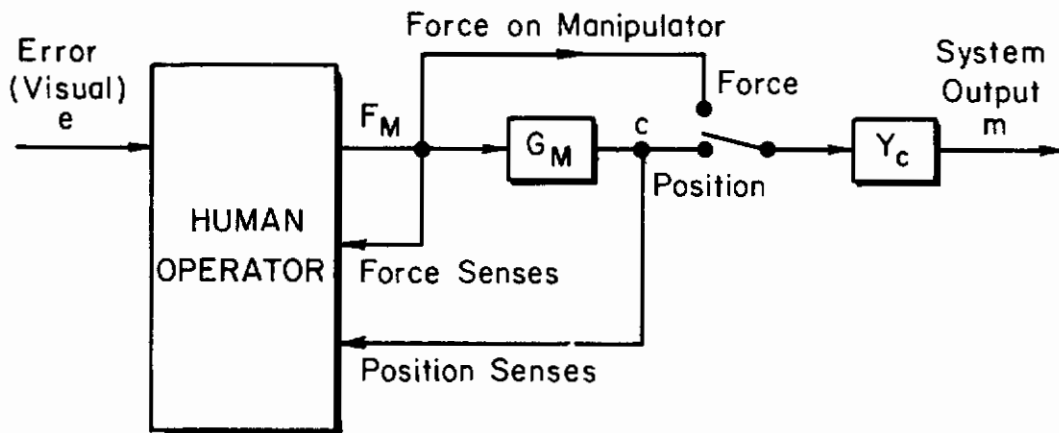 Force on Manipulator
Error
(Visual)
e
System
Output
m
Force
F_M
G_M
c
Y_c
Position
HUMAN
OPERATOR
Force Senses
Position Senses